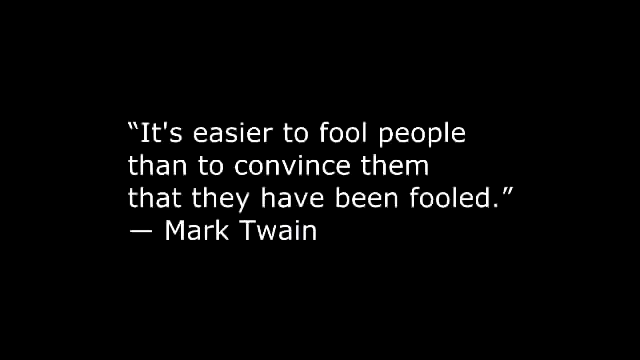 “It's easier to fool people
than to convince them
that they have been fooled.”
— Mark Twain